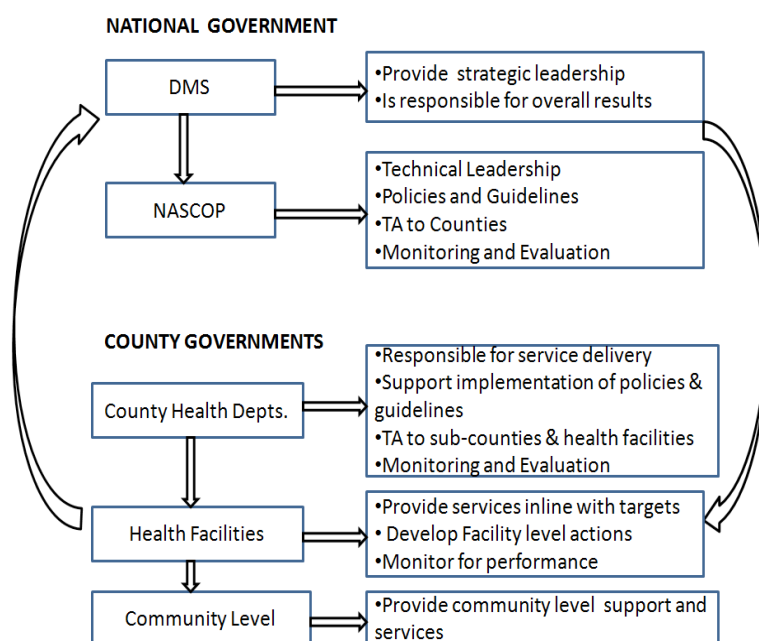 NATIONAL GOVERNMENT
DMS
•Provide strategic leadership
•Is responsible for overall results
NASCOP
•Technical Leadership
•Policies and Guidelines
•TA to Counties
•Monitoring and Evaluation
COUNTY GOVERNMENTS
County Health Depts.
•Responsible for service delivery
•Support implementation of policies &
guidelines
•TA to sub-counties & health facilities
•Monitoring and Evaluation
Health Facilities
•Provide services inline with targets
• Develop Facility level actions
•Monitor for performance
Community Level
•Provide community level support and
services